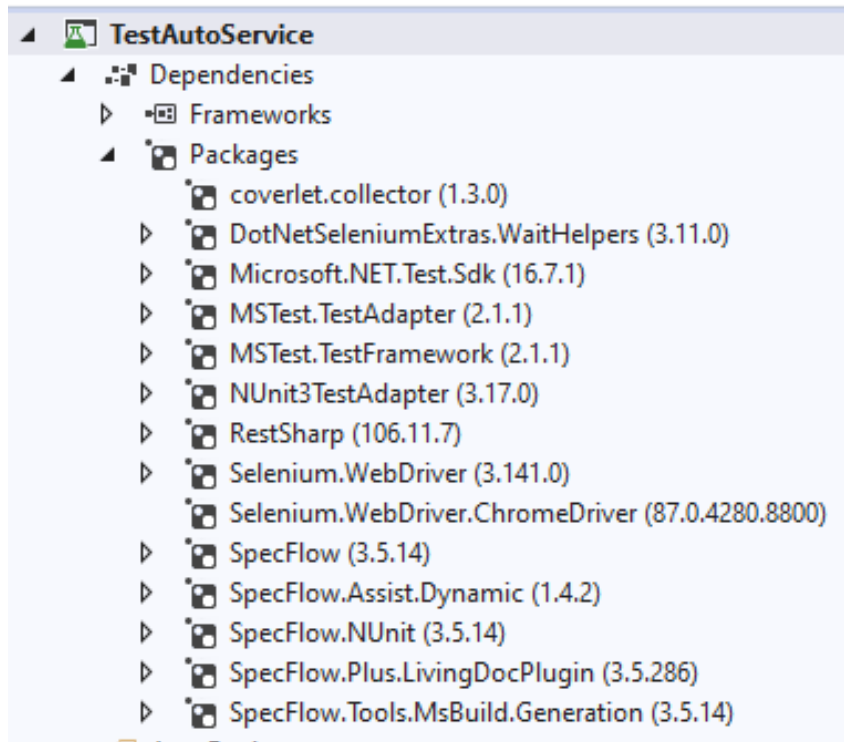 TestAutoService
Dependencies
Frameworks
Packages
coverlet.collector (1.3.0)
DotNetSeleniumExtras.WaitHelpers (3.11.0)
Microsoft.NET.Test.Sdk (16.7.1)
MSTest.TestAdapter (2.1.1)
MSTest.TestFramework (2.1.1)
NUnit3TestAdapter (3.17.0)
RestSharp (106.11.7)
Selenium.WebDriver (3.141.0)
Selenium.WebDriver.ChromeDriver (87.0.4280.8800)
SpecFlow (3.5.14)
SpecFlow.Assist.Dynamic (1.4.2)
SpecFlow.NUnit (3.5.14)
SpecFlow.Plus.LivingDocPlugin (3.5.286)
SpecFlow.Tools.MsBuild.Generation (3.5.14)